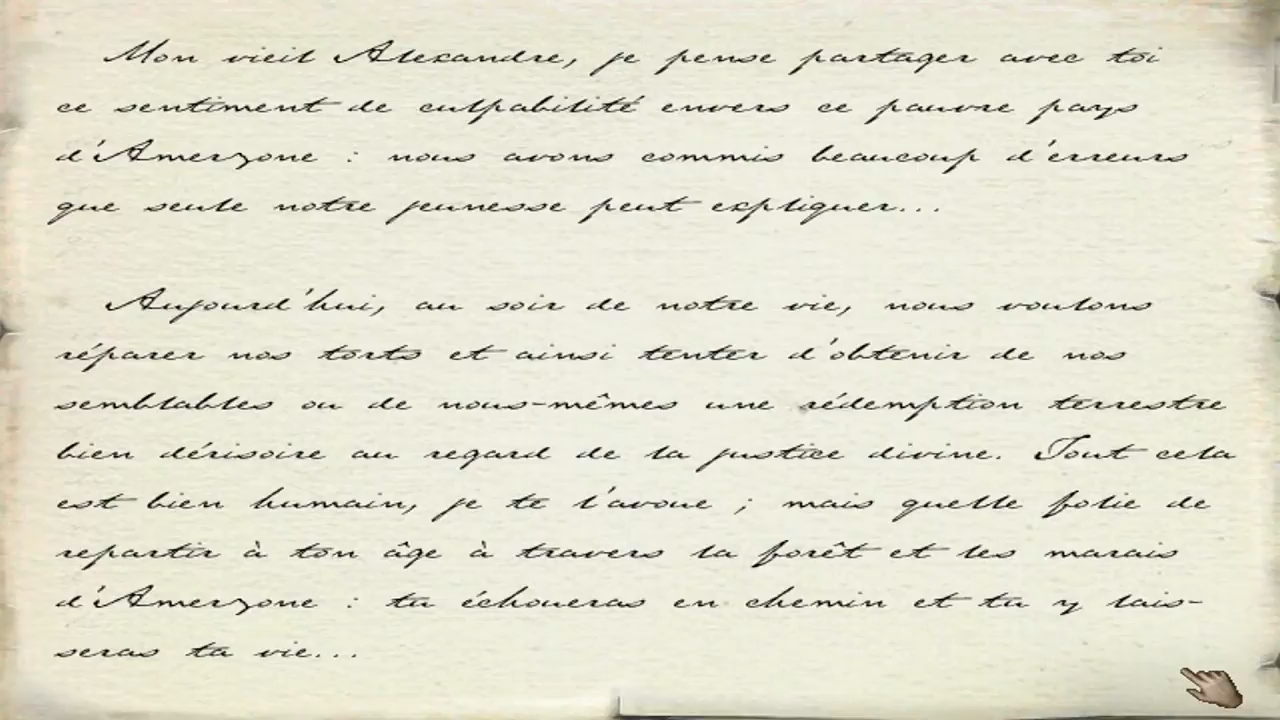 Mon vieil Alexandre, je pense partager avec toi
ce sentiment de culpabilité envers ce pauvre pays
d'Amerzone : nous avons commis beaucoup d'erreurs
que seule notre jeunesse peut expliquer...
Aujourd'hui, au soir de notre vie, nous voulons
réparer nos torts et ainsi tenter d'obtenir de nos
semblables ou de nous-mêmes une rédemption terrestre
bien dérisoire au regard de la justice divine. Tout cela
est bien humain, je te l'avoue ; mais quelle folie de
repartir à ton âge à travers la forêt et les marais
d'Amerzone : tu échoueras en chemin et tu y lais-
seras ta vie...